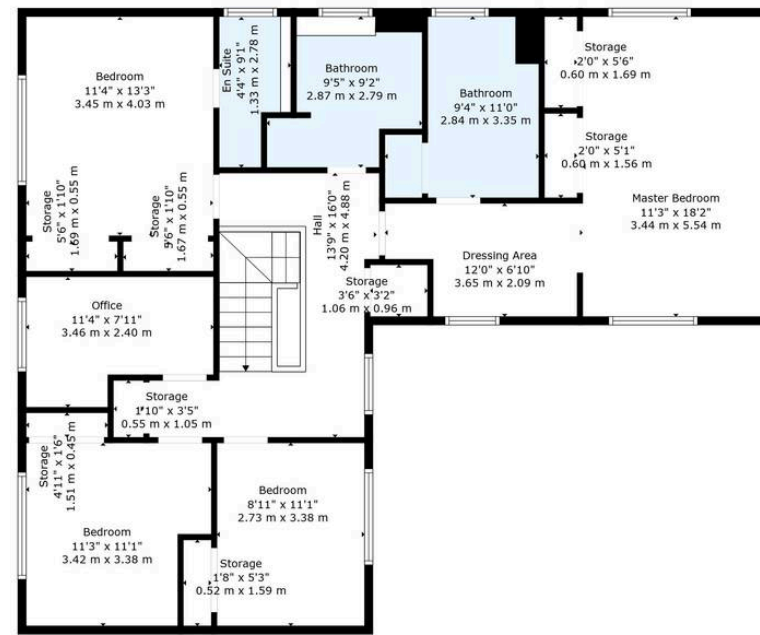 Bedroom
11'4" x 13'3"
3.45 m x 4.03 m
En Suite
4'4" x 9'1"
1.33 m x 2.78 m
Bathroom
9'5" x 9'2"
2.87 m x 2.79 m
Bathroom
9'4" x 11'0"
2.84 m x 3.35 m
Storage
2'0" x 5'6"
0.60 m x 1.69 m
Storage
2'0" x 5'1"
0.60 m x 1.56 m
Master Bedroom
11'3" x 18'2"
3.44 m x 5.54 m
Storage
5'6" x 1'10"
1.69 m x 0.55 m
Storage
5'6" x 1'10"
1.67 m x 0.55 m
Hall
13'9" x 16'0"
4.20 m x 4.88 m
Dressing Area
12'0" x 6'10"
3.65 m x 2.09 m
Storage
3'6" x 3'2"
1.06 m x 0.96 m
Office
11'4" x 7'11"
3.46 m x 2.40 m
Storage
1'10" x 3'5"
0.55 m x 1.05 m
Storage
4'11" x 1'6"
1.51 m x 0.45 m
Bedroom
11'3" x 11'1"
3.42 m x 3.38 m
Bedroom
8'11" x 11'1"
2.73 m x 3.38 m
Storage
1'8" x 5'3"
0.52 m x 1.59 m